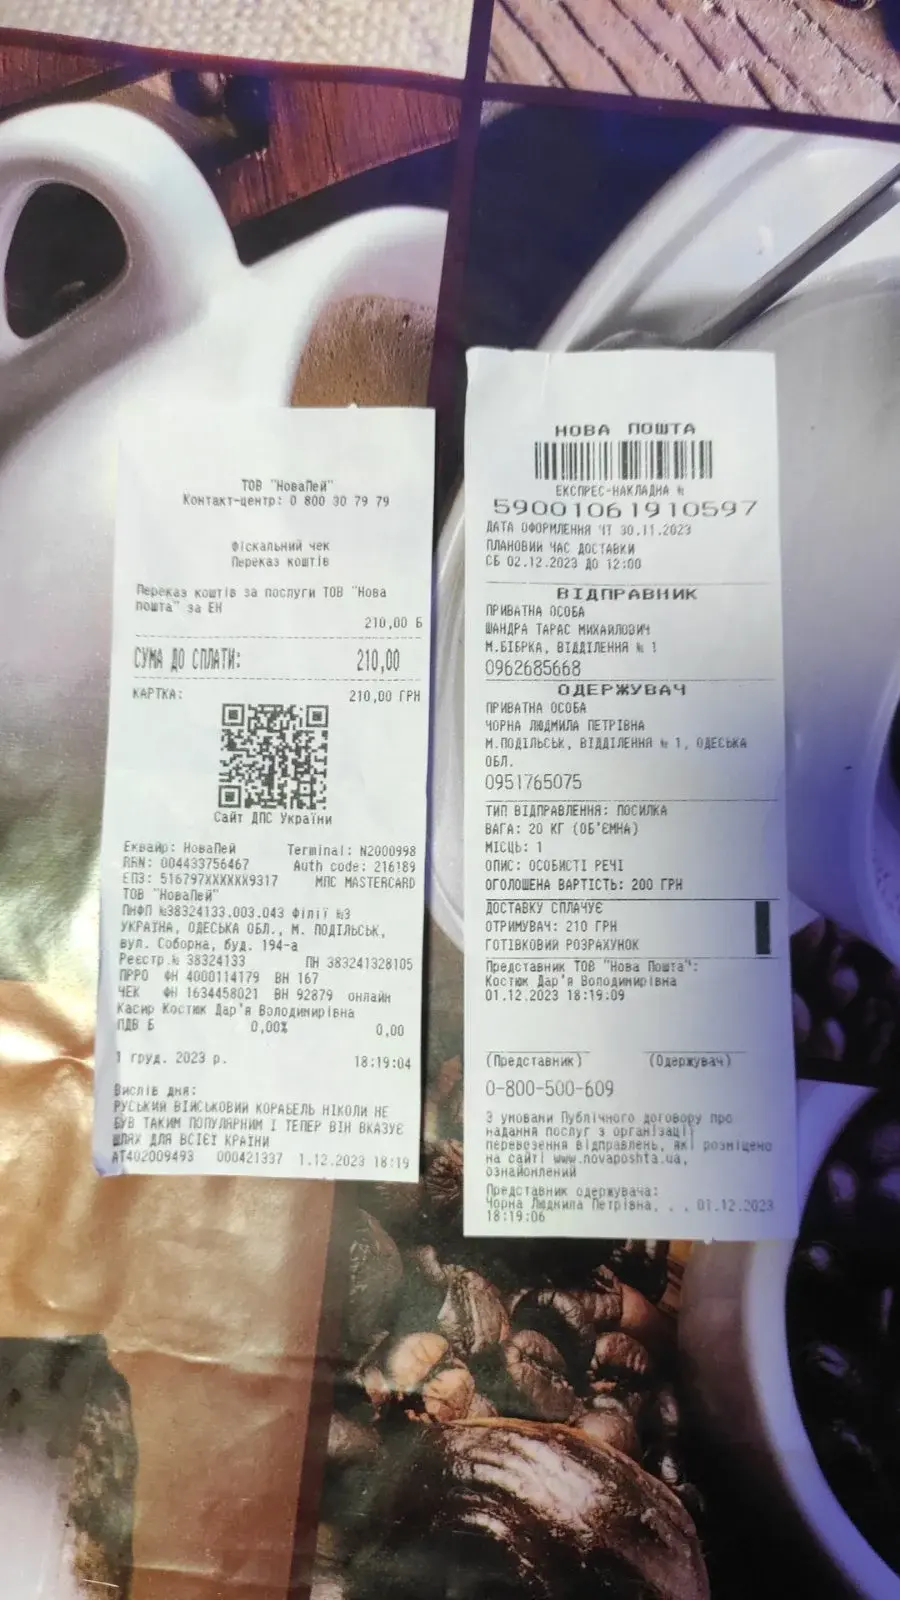 ТОВ "НоваПей"
Контакт-центр: 0 800 30 79 79
Фіскальний чек
Переказ коштів
Переказ коштів за послуги ТОВ "Нова
пошта" за ЕН
210,00 Б
СУМА ДО СПЛАТИ: 210,00
КАРТКА: 210,00 ГРН
Сайт ДПС України
Еквайр: НоваПей Terminal: N2000998
RRN: 004433756467 Auth code: 216189
ЕПЗ: 516797XXXXXX9317 МПС MASTERCARD
ТОВ "НоваПей"
ПНФП №38324133.003.043 Філії №3
УКРАЇНА, ОДЕСЬКА ОБЛ., М. ПОДІЛЬСЬК,
вул. Соборна, буд. 194-а
Реєстр.№ 38324133 ПН 383241328105
ПРРО ФН 4000114179 ВН 167
ЧЕК ФН 1634458021 ВН 92879 онлайн
Касир Костюк Дар'я Володимирівна
ПДВ Б 0,00% 0,00
1 груд. 2023 р. 18:19:04
Вислів дня:
РУСЬКИЙ ВІЙСЬКОВИЙ КОРАБЕЛЬ НІКОЛИ НЕ
БУВ ТАКИМ ПОПУЛЯРНИМ І ТЕПЕР ВІН ВКАЗУЄ
ШЛЯХ ДЛЯ ВСІЄЇ КРАЇНИ
АТ402009493 000421337 1.12.2023 18:19
НОВА ПОШТА
ЕКСПРЕС-НАКЛАДНА №
59001061910597
ДАТА ОФОРМЛЕННЯ ЧТ 30.11.2023
ПЛАНОВИЙ ЧАС ДОСТАВКИ
СБ 02.12.2023 ДО 12:00
ВІДПРАВНИК
ПРИВАТНА ОСОБА
ШАНДРА ТАРАС МИХАЙЛОВИЧ
М.БІБРКА, ВІДДІЛЕННЯ № 1
0962685668
ОДЕРЖУВАЧ
ПРИВАТНА ОСОБА
ЧОРНА ЛЮДМИЛА ПЕТРІВНА
М.ПОДІЛЬСЬК, ВІДДІЛЕННЯ № 1, ОДЕСЬКА
ОБЛ.
0951765075
ТИП ВІДПРАВЛЕННЯ: ПОСИЛКА
ВАГА: 20 КГ (ОБ'ЄМНА)
МІСЦЬ: 1
ОПИС: ОСОБИСТІ РЕЧІ
ОГОЛОШЕНА ВАРТІСТЬ: 200 ГРН
ДОСТАВКУ СПЛАЧУЄ
ОТРИМУВАЧ: 210 ГРН
ГОТІВКОВИЙ РОЗРАХУНОК
Представник ТОВ "Нова Пошта":
Костюк Дар'я Володимирівна
01.12.2023 18:19:09
(Представник) (Одержувач)
0-800-500-609
З умовами Публічного договору про
надання послуг з організації
перевезення відправлень, які розміщено
на сайті www.novaposhta.ua,
ознайомлений
Представник одержувача:
Чорна Людмила Петрівна, . , 01.12.2023
18:19:06